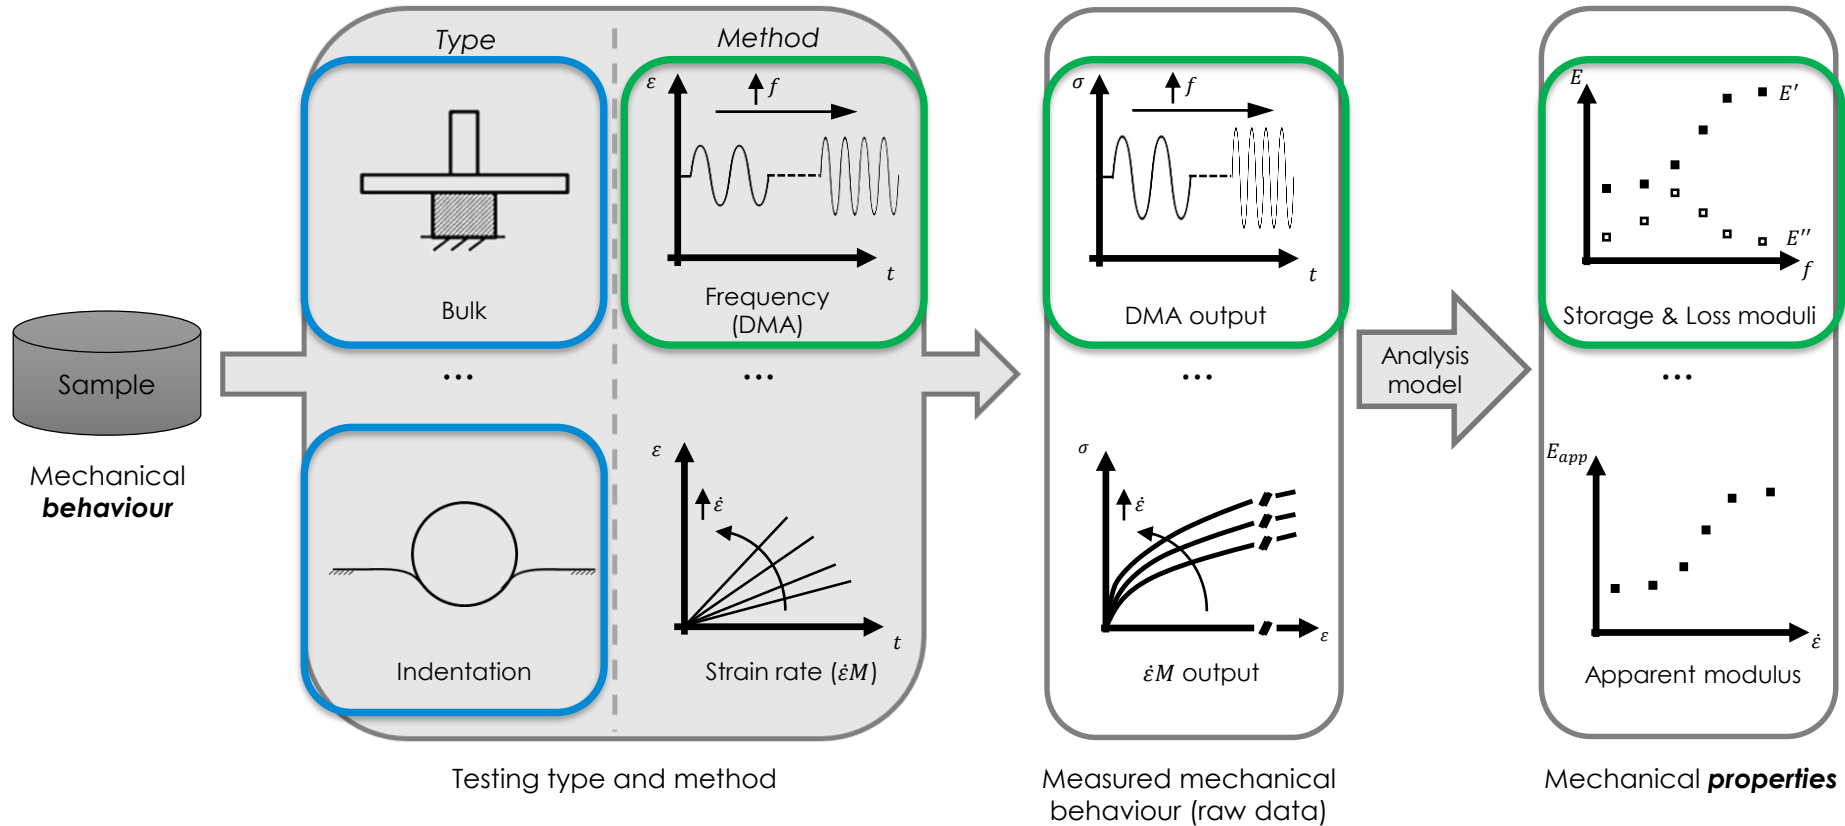 Type
Method
ε
f
t
Bulk
Frequency
(DMA)
σ
f
t
DMA output
E
E'
E''
f
Storage & Loss moduli
Sample
Mechanical
behaviour
...
...
...
Analysis
model
...
Indentation
ε
ε̇
t
Strain rate (ε̇M)
σ
ε̇
ε
ε̇M output
E_app
ε̇
Apparent modulus
Testing type and method
Measured mechanical
behaviour (raw data)
Mechanical properties